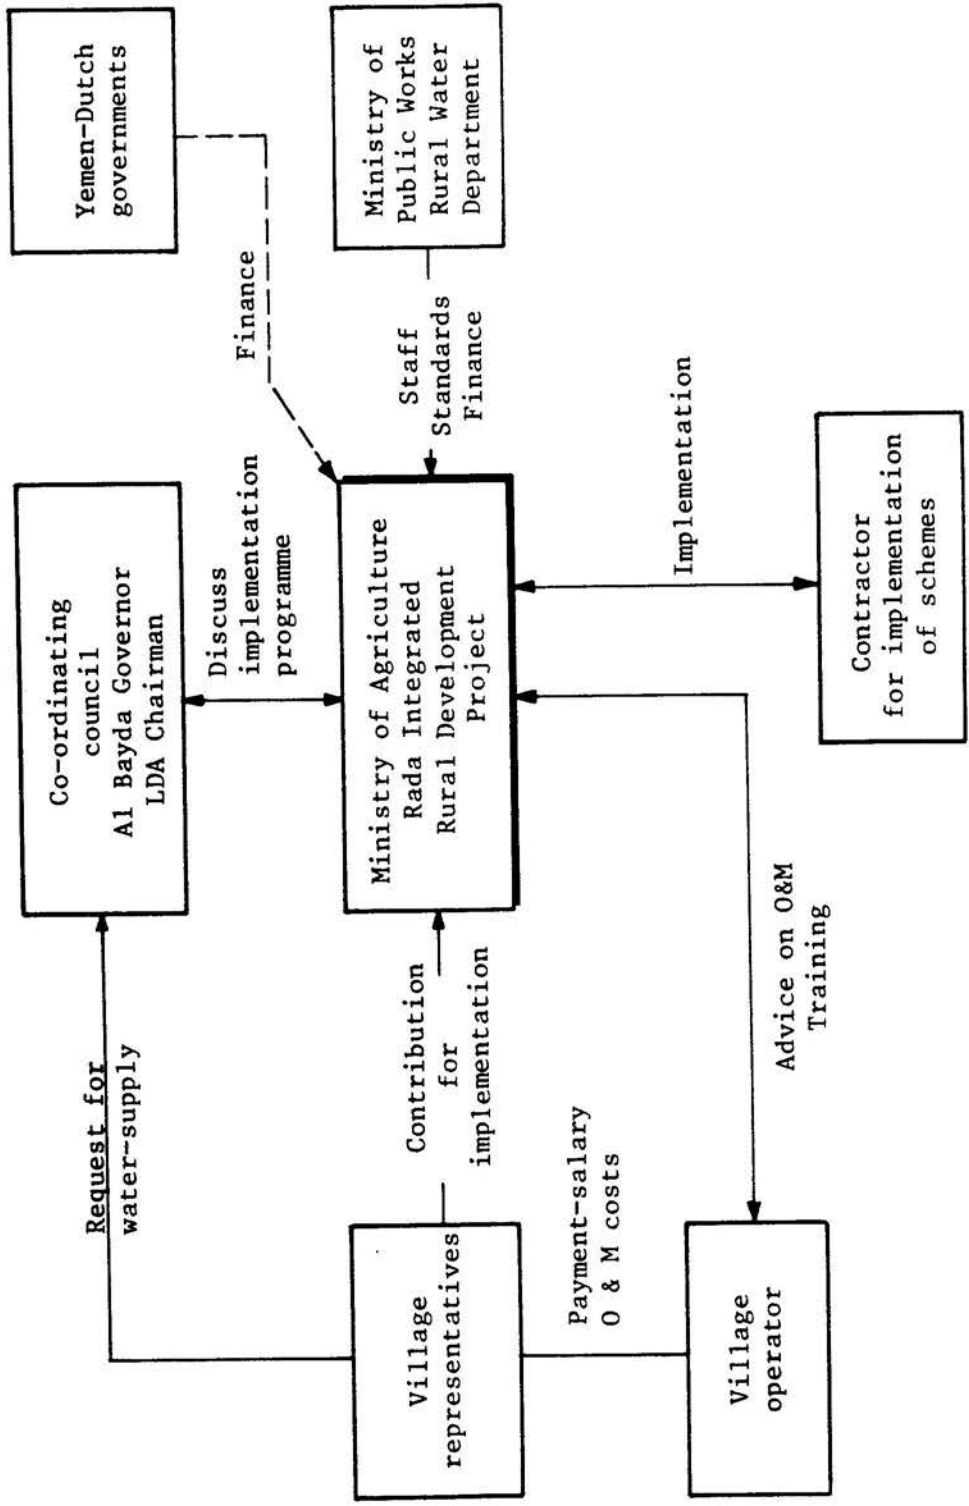 Yemen-Dutch
governments
Co-ordinating
council
Al Bayda Governor
LDA Chairman
Request for
water-supply
Finance
Discuss
implementation
programme
Ministry of
Public Works
Rural Water
Department
Staff
Standards
Finance
Ministry of Agriculture
Rada Integrated
Rural Development
Project
Contribution
for
implementation
Village
representatives
Payment-salary
O & M costs
Implementation
Advice on O&M
Training
Village
operator
Contractor
for implementation
of schemes